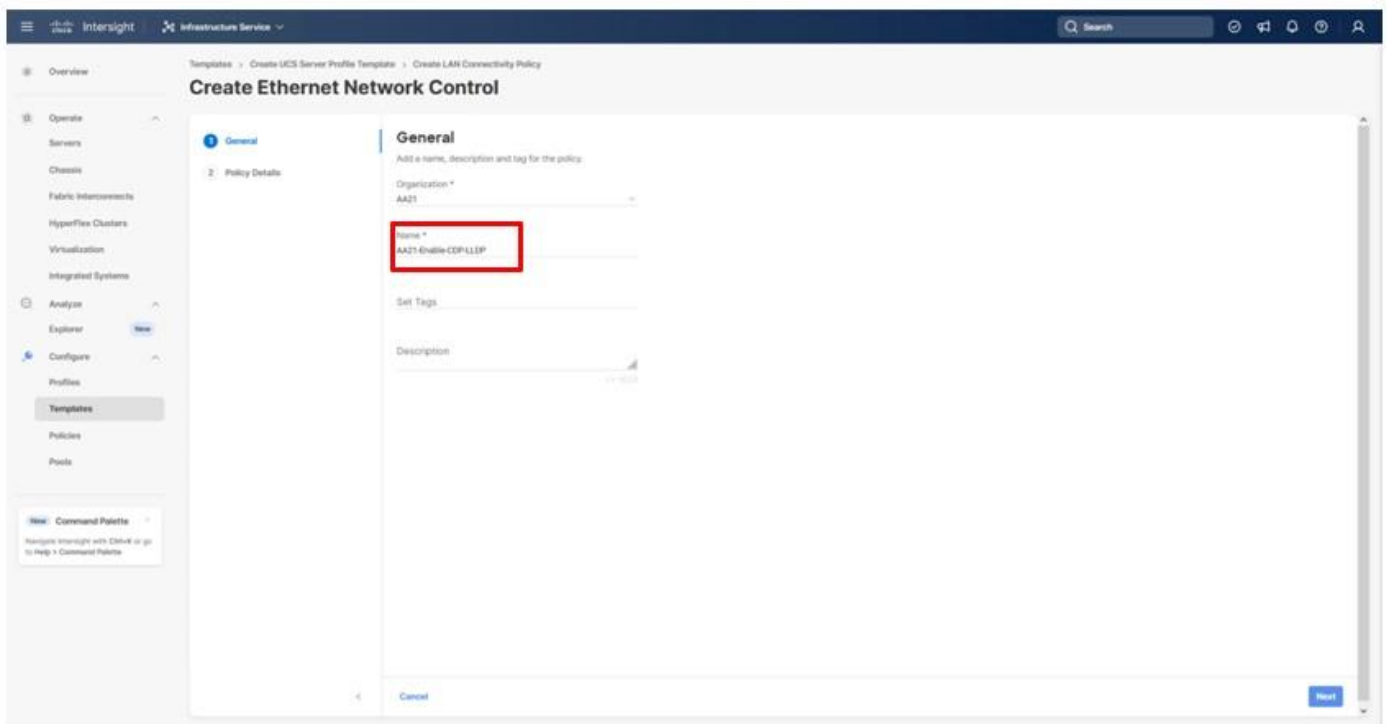 cisco Intersight
Infrastructure Service
Search
Overview
Operate
Servers
Chassis
Fabric Interconnects
HyperFlex Clusters
Virtualization
Integrated Systems
Analyze
Explorer New
Configure
Profiles
Templates
Policies
Pools
New Command Palette
Navigate Intersight with Ctrl+K or go
to Help > Command Palette
Templates > Create UCS Server Profile Template > Create LAN Connectivity Policy
Create Ethernet Network Control
1 General
2 Policy Details
General
Add a name, description and tag for the policy.
Organization *
AA21
Name *
AA21-Enable-CDP-LLDP
Set Tags
Description
Cancel
Next